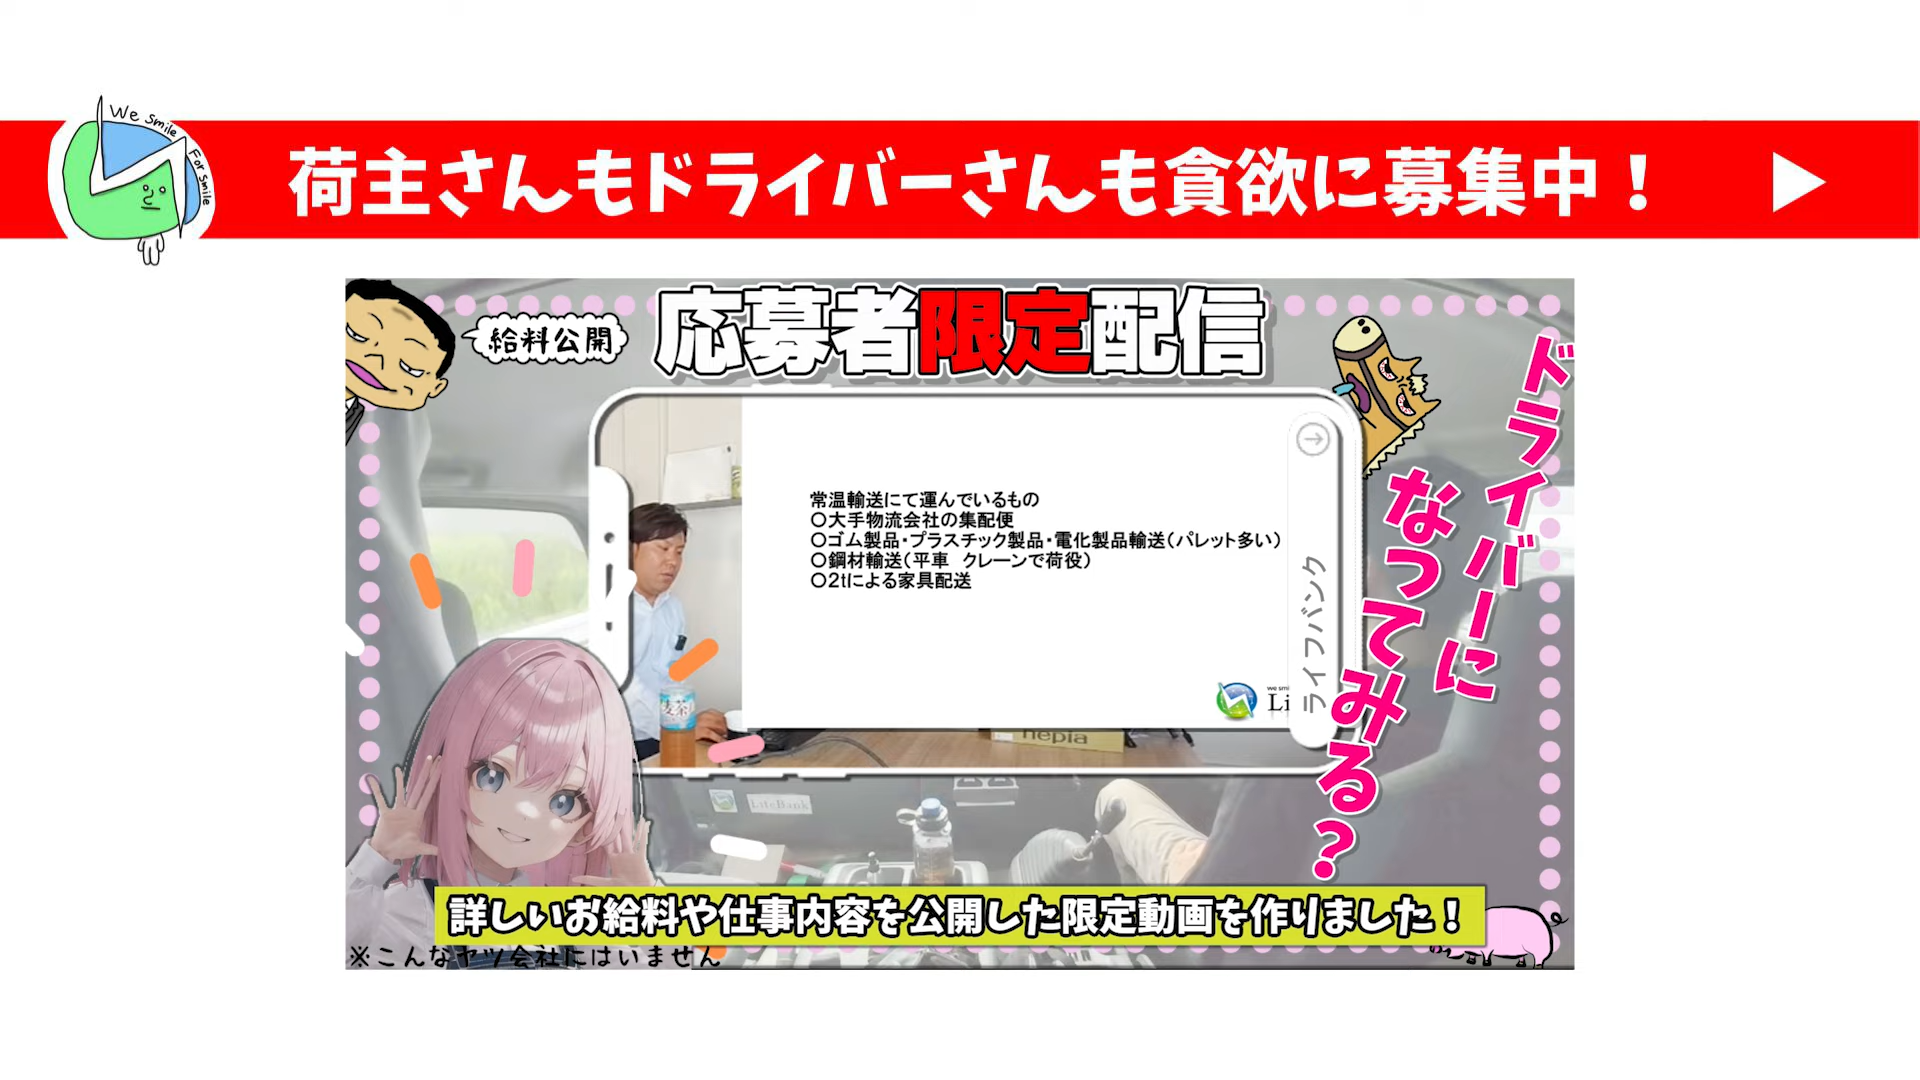 We Smile For Smile
荷主さんもドライバーさんも貪欲に募集中！
給料公開
応募者限定配信
常温輸送にて運んでいるもの
〇大手物流会社の集配便
〇ゴム製品・プラスチック製品・電化製品輸送（パレット多い）
〇鋼材輸送（平車　クレーンで荷役）
〇2tによる家具配送
we smi
Li
ライフバンク
麦茶
nepia
LifeBank
ドライバーに
なってみる？
詳しいお給料や仕事内容を公開した限定動画を作りました！
※こんなヤツ会社にはいません